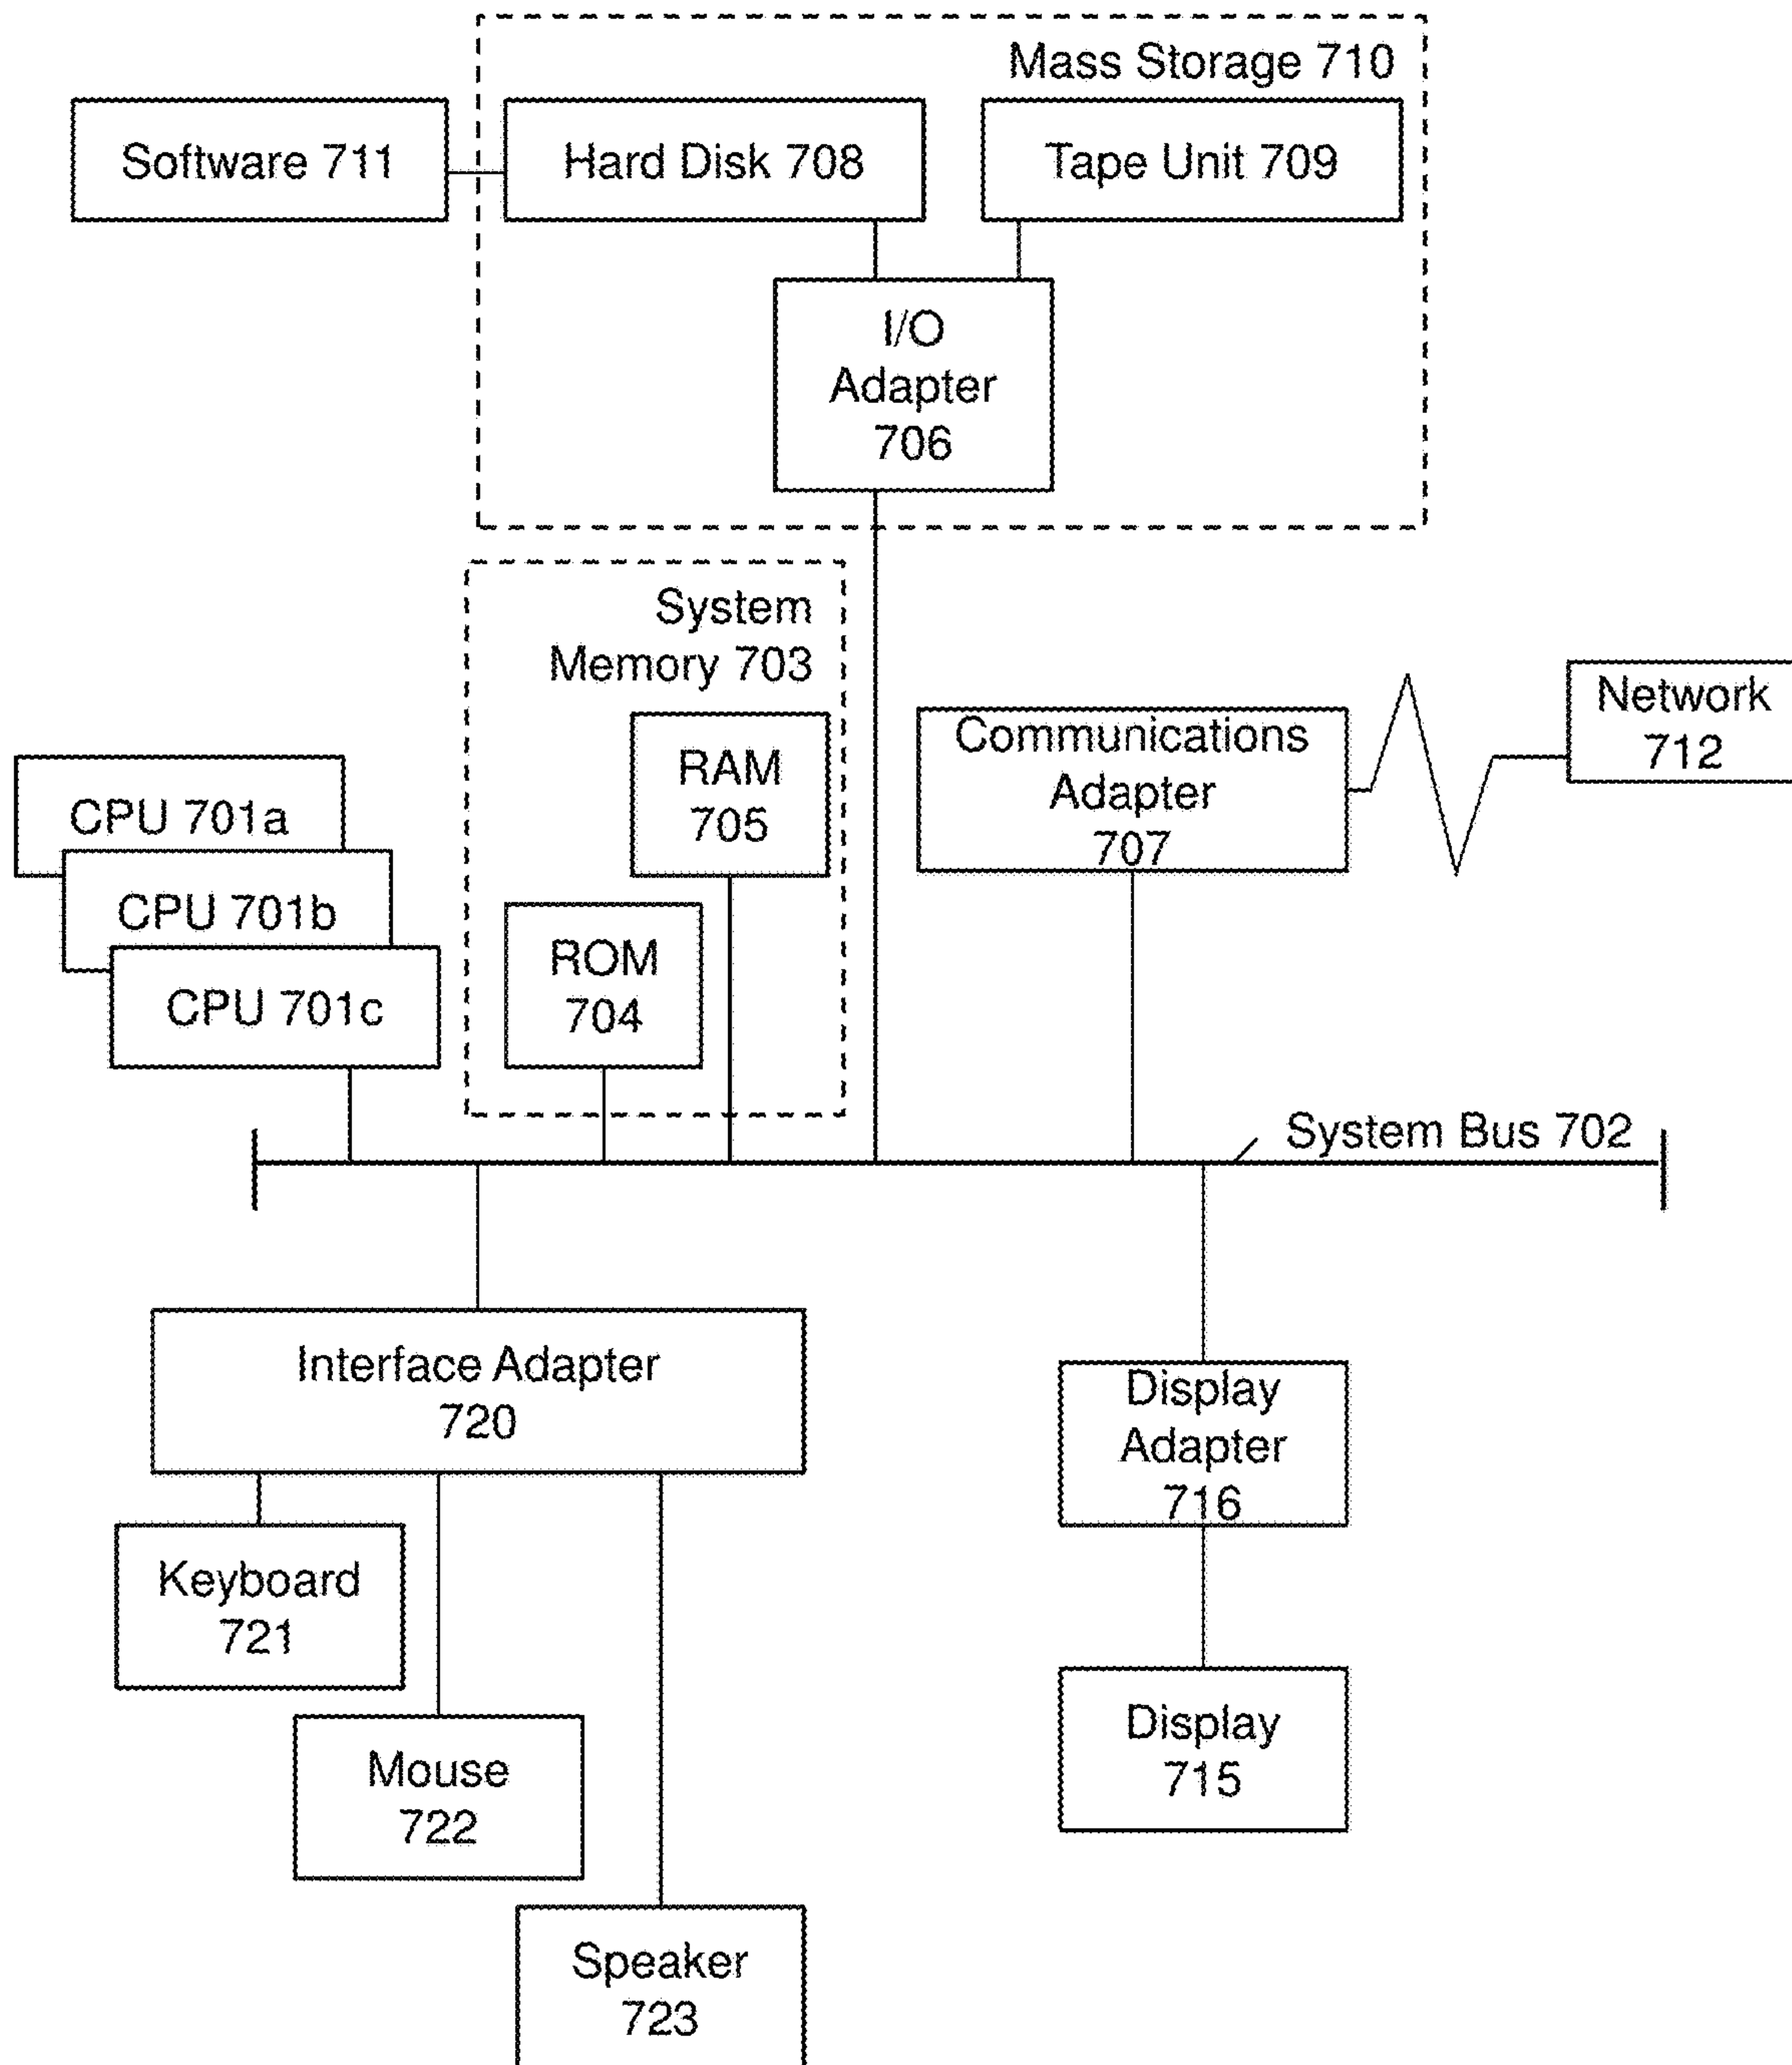 Mass Storage 710
Software 711
Hard Disk 708
Tape Unit 709
I/O
Adapter
706
System
Memory 703
RAM
705
ROM
704
Communications
Adapter
707
Network
712
CPU 701a
CPU 701b
CPU 701c
System Bus 702
Interface Adapter
720
Display
Adapter
716
Keyboard
721
Mouse
722
Display
715
Speaker
723